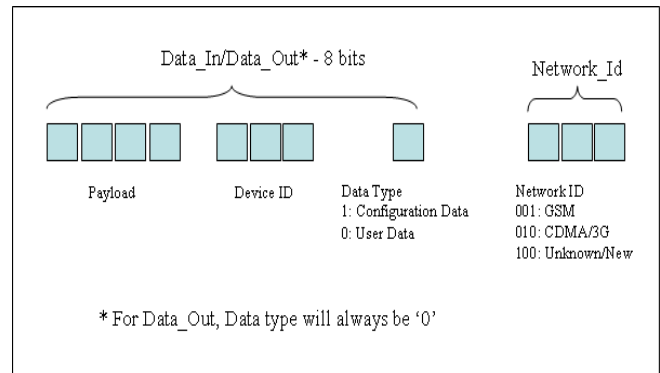 Data_In/Data_Out* - 8 bits
Network_Id
Payload
Device ID
Data Type
1: Configuration Data
0: User Data
Network ID
001: GSM
010: CDMA/3G
100: Unknown/New
* For Data_Out, Data type will always be ‘0’